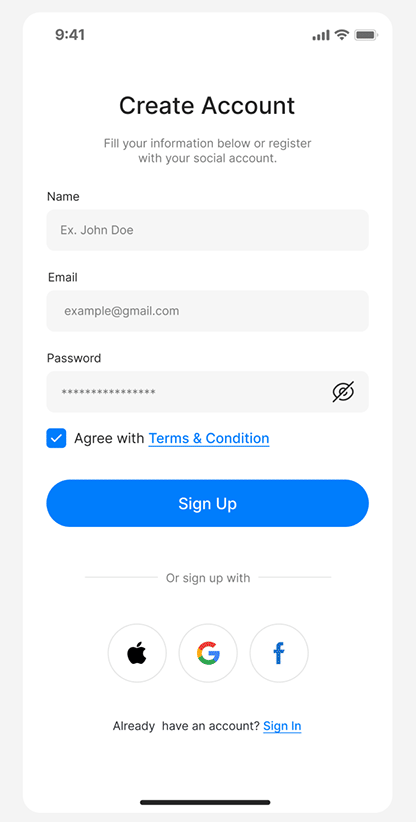 9:41
Create Account
Fill your information below or register
with your social account.
Name
Ex. John Doe
Email
example@gmail.com
Password
****************
Agree with Terms & Condition
Sign Up
Or sign up with
Already  have an account? Sign In